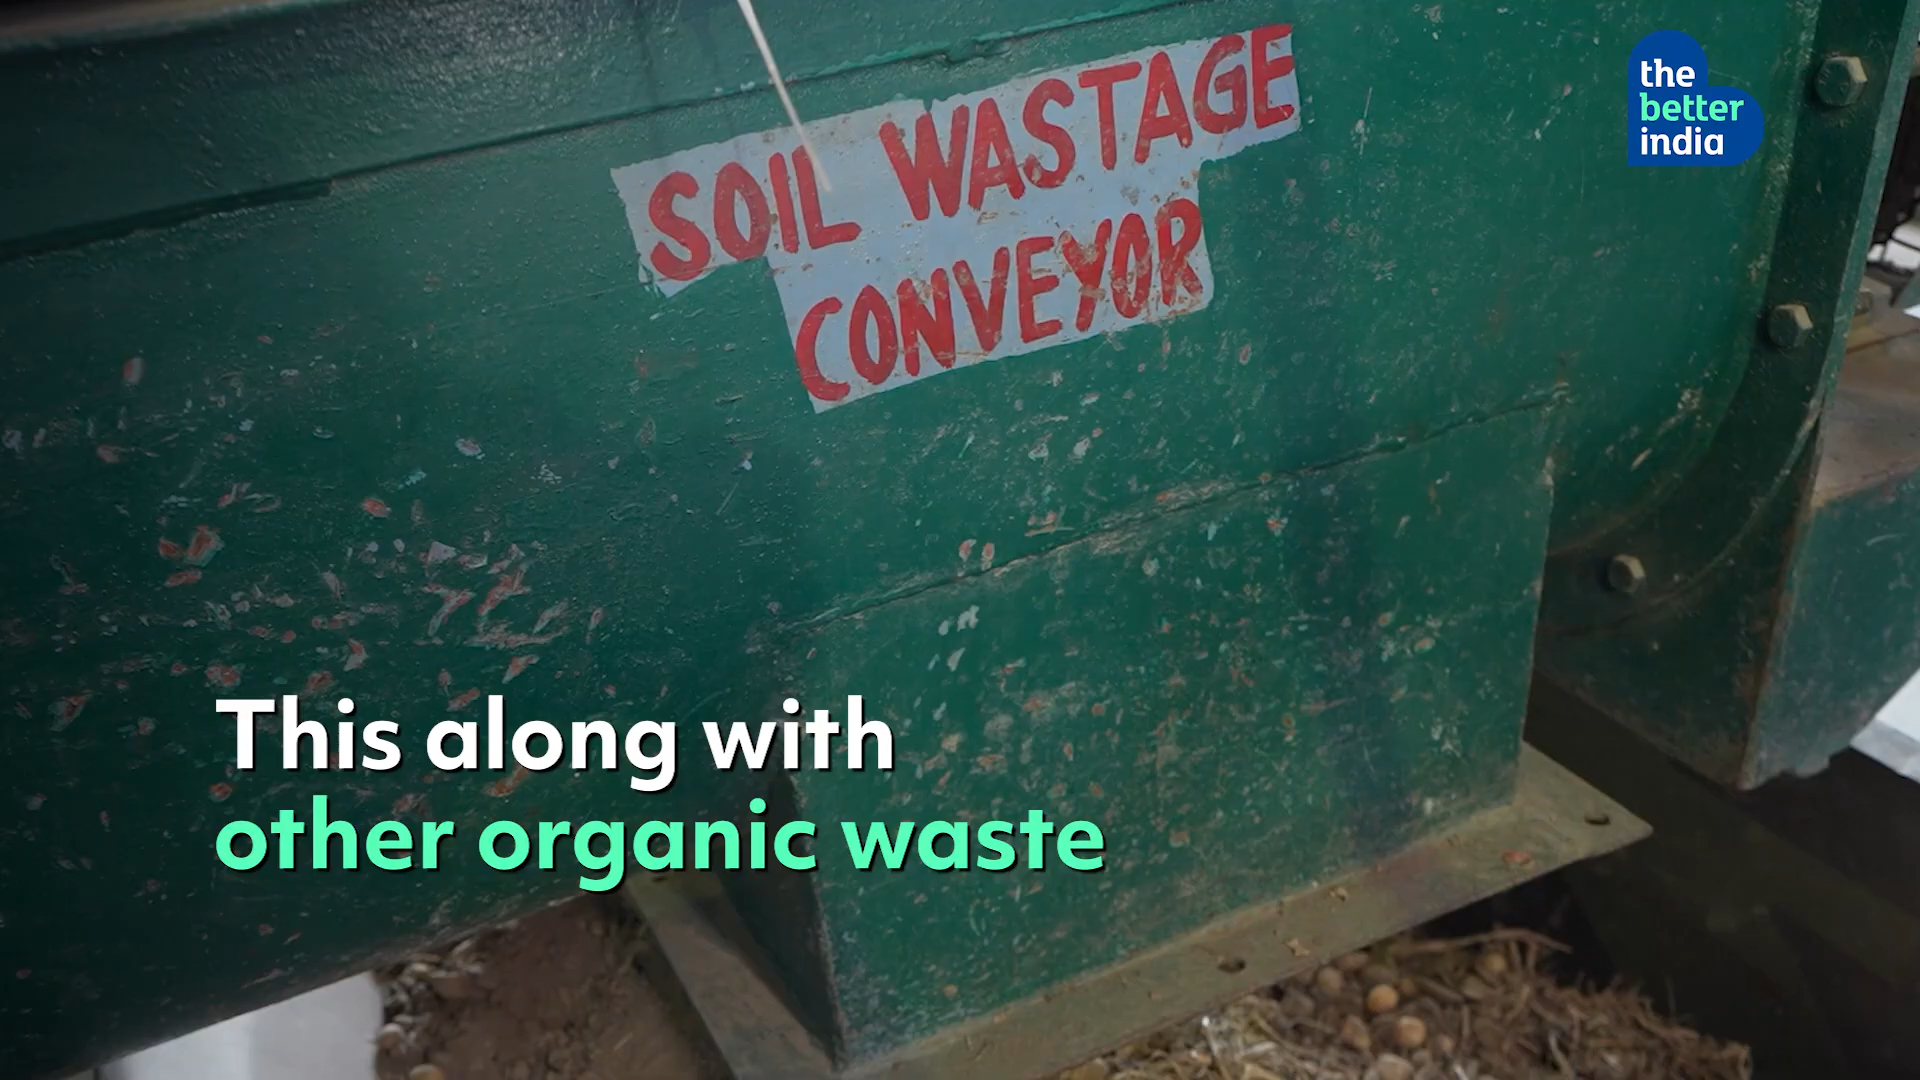 SOIL WASTAGE
CONVEYOR
the
better
india
This along with
other organic waste